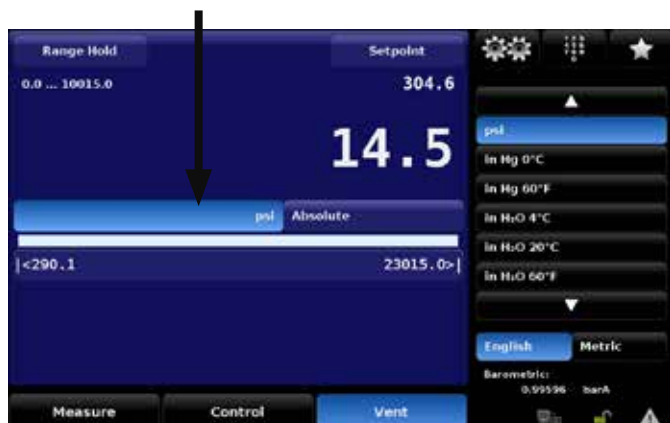 Range Hold
Setpoint
0.0 ... 10015.0
304.6
14.5
psi
Absolute
|<290.1
23015.0>|
Measure
Control
Vent
psi
in Hg 0°C
in Hg 60°F
in H₂O 4°C
in H₂O 20°C
in H₂O 60°F
English
Metric
Barometric:
0.99596 barA